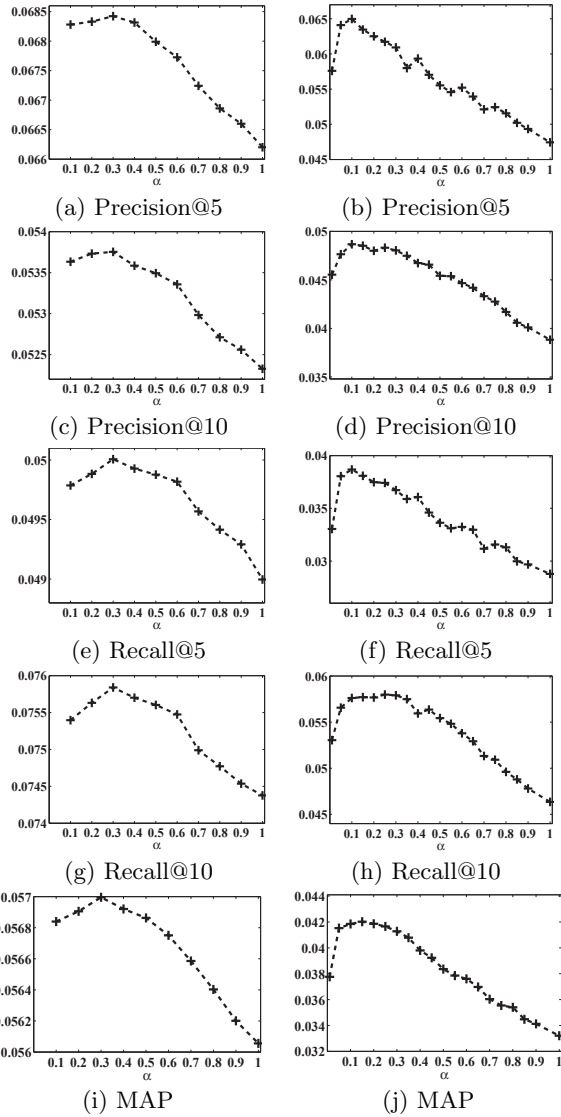 0.0685
0.068
0.0675
0.067
0.0665
0.066
0.1 0.2 0.3 0.4 0.5 0.6 0.7 0.8 0.9 1
α
(a) Precision@5
0.065
0.06
0.055
0.05
0.045
0.1 0.2 0.3 0.4 0.5 0.6 0.7 0.8 0.9 1
α
(b) Precision@5
0.054
0.0535
0.053
0.0525
0.1 0.2 0.3 0.4 0.5 0.6 0.7 0.8 0.9 1
α
(c) Precision@10
0.05
0.045
0.04
0.035
0.1 0.2 0.3 0.4 0.5 0.6 0.7 0.8 0.9 1
α
(d) Precision@10
0.05
0.0495
0.049
0.1 0.2 0.3 0.4 0.5 0.6 0.7 0.8 0.9 1
α
(e) Recall@5
0.04
0.035
0.03
0.1 0.2 0.3 0.4 0.5 0.6 0.7 0.8 0.9 1
α
(f) Recall@5
0.076
0.0755
0.075
0.0745
0.074
0.1 0.2 0.3 0.4 0.5 0.6 0.7 0.8 0.9 1
α
(g) Recall@10
0.06
0.055
0.05
0.045
0.1 0.2 0.3 0.4 0.5 0.6 0.7 0.8 0.9 1
α
(h) Recall@10
0.057
0.0568
0.0566
0.0564
0.0562
0.056
0.1 0.2 0.3 0.4 0.5 0.6 0.7 0.8 0.9 1
α
(i) MAP
0.044
0.042
0.04
0.038
0.036
0.034
0.032
0.1 0.2 0.3 0.4 0.5 0.6 0.7 0.8 0.9 1
α
(j) MAP